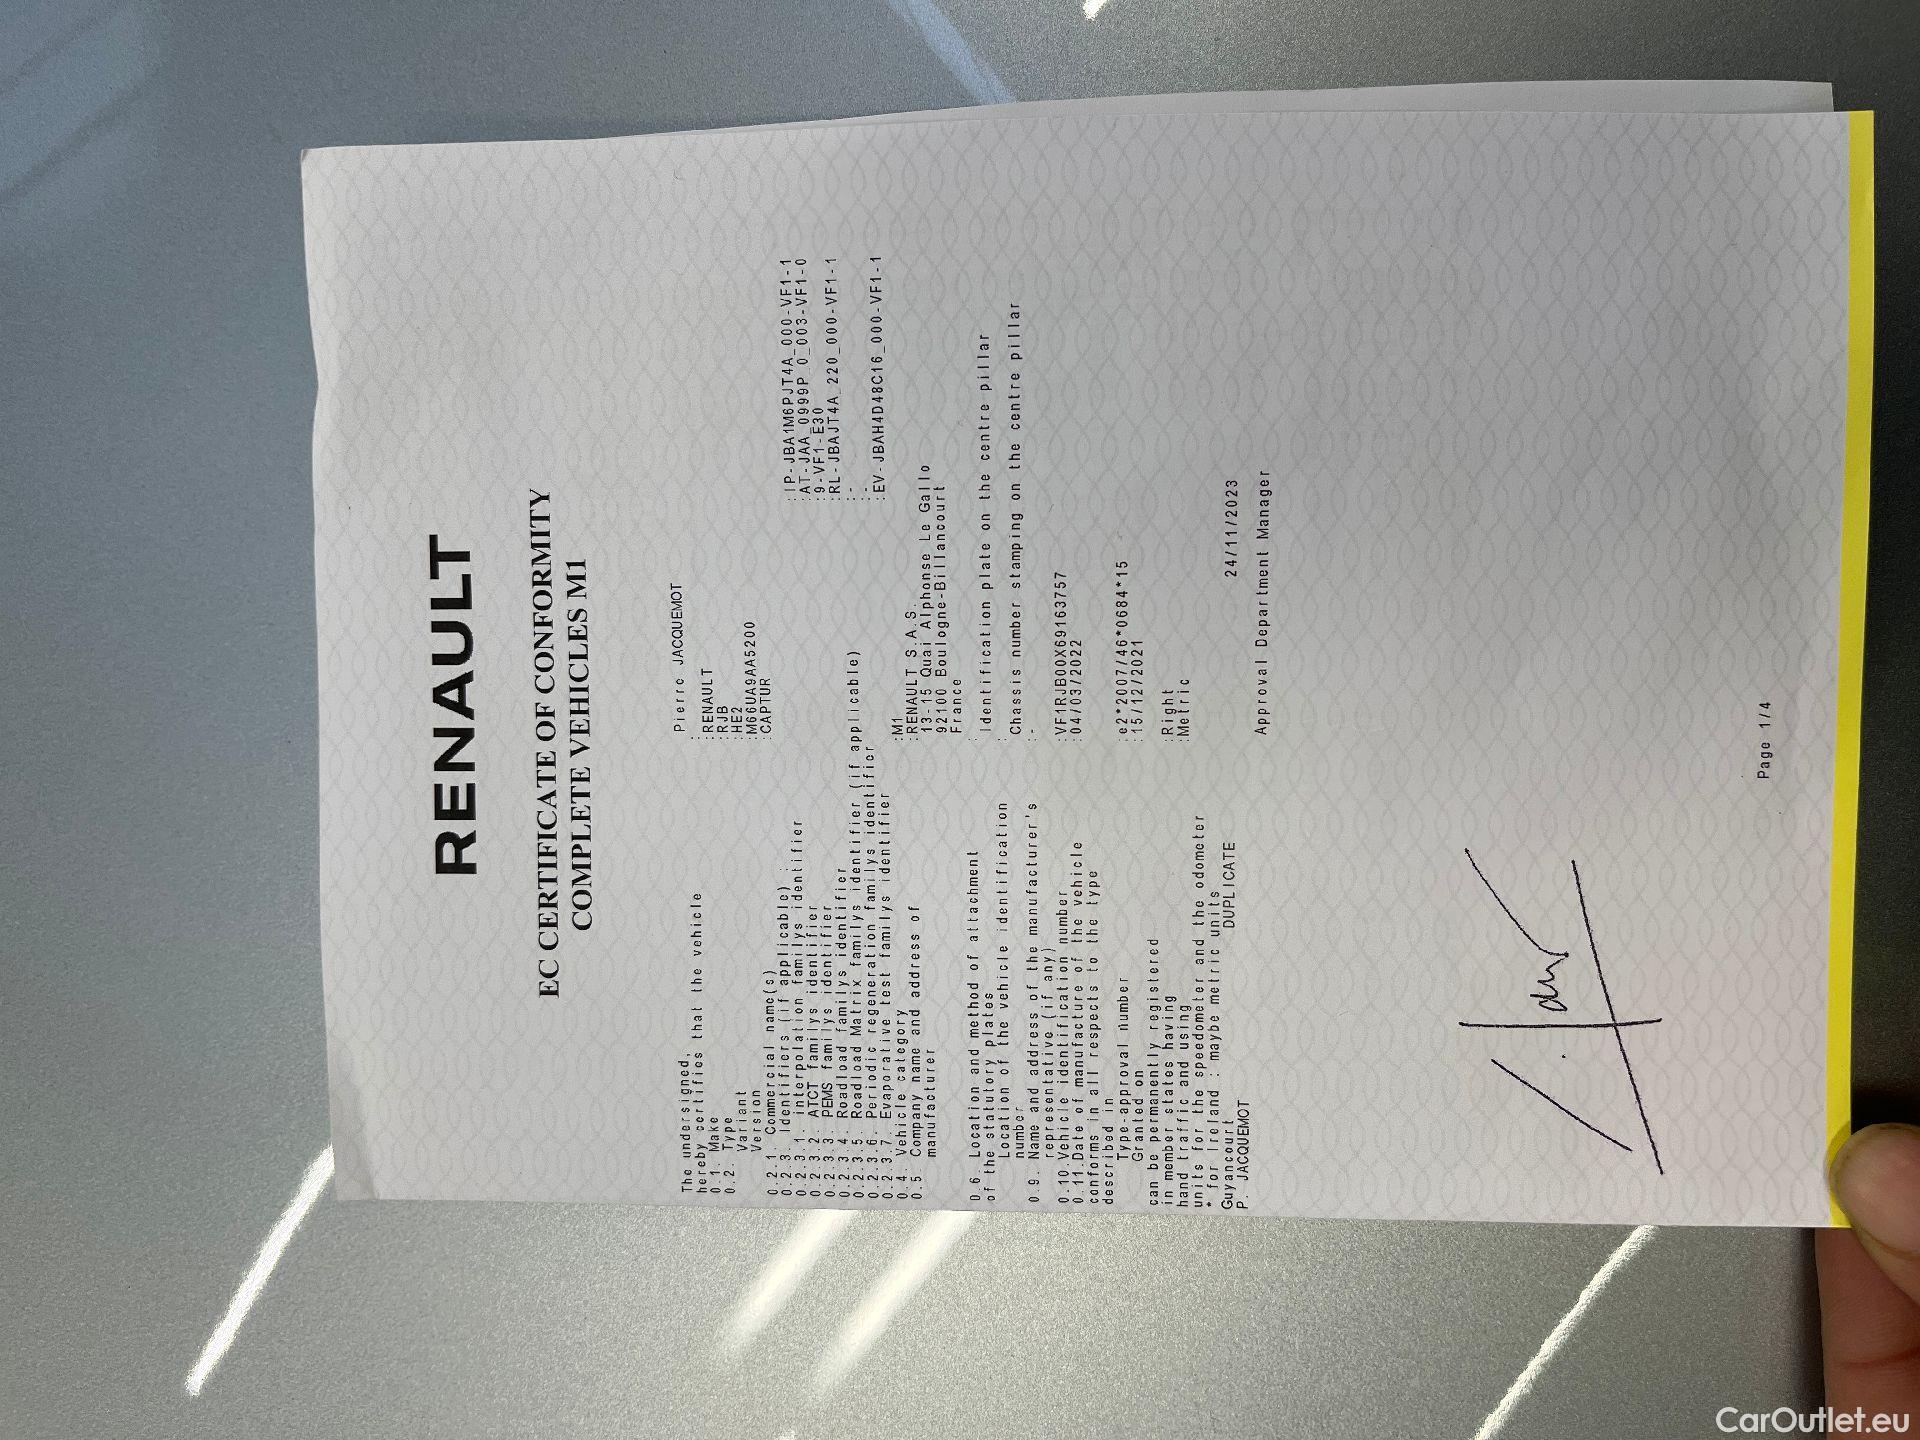 RENAULT
EC CERTIFICATE OF CONFORMITY
COMPLETE VEHICLES M1
The undersigned, Pierre JACQUEMOT
hereby certifies that the vehicle
0.1. Make :RENAULT
0.2. Type :RJB
Variant :HE2
Version :M66UA9AA5200
0.2.1. Commercial name(s) :CAPTUR
0.2.3. Identifiers (if applicable) :
0.2.3.1. interpolation familys identifier :IP-JBA1M6PJT4A_000-VF1-1
0.2.3.2. ATCT familys identifier :AT-JAA_0999P_0_003-VF1-0
0.2.3.3. PEMS familys identifier :9-VF1-E30
0.2.3.4. Roadload familys identifier :RL-JBAJT4A_220_000-VF1-1
0.2.3.5. Roadload Matrix familys identifier (if applicable) :-
0.2.3.6. Periodic regeneration familys identifier :-
0.2.3.7. Evaporative test familys identifier :EV-JBAH4D48C16_000-VF1-1
0.4. Vehicle category :M1
0.5. Company name and address of :RENAULT S.A.S.
manufacturer 13-15 Quai Alphonse Le Gallo
92100 Boulogne-Billancourt
France
0.6. Location and method of attachment :
of the statutory plates Identification plate on the centre pillar
Location of the vehicle identification :
number Chassis number stamping on the centre pillar
0.9. Name and address of the manufacturer's :-
representative (if any)
0.10.Vehicle identification number :VF1RJB00X69163757
0.11.Date of manufacture of the vehicle :04/03/2022
conforms in all respects to the type
described in
Type-approval number :e2*2007/46*0684*15
Granted on :15/12/2021
can be permanently registered
in member states having :Right
hand traffic and using :Metric
units for the speedometer and the odometer
* for Ireland : maybe metric units
Guyancourt DUPLICATE 24/11/2023
P. JACQUEMOT Approval Department Manager
Page 1/4
CarOutlet.eu